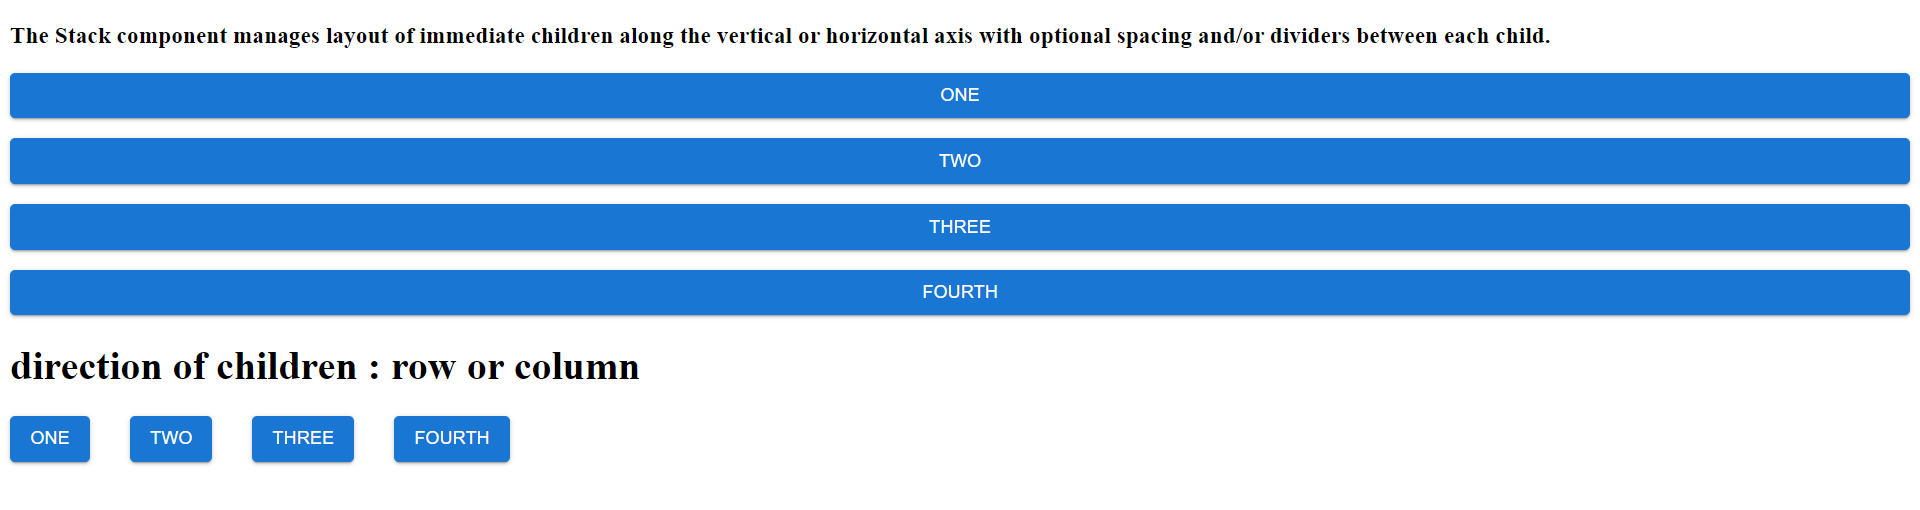 The Stack component manages layout of immediate children along the vertical or horizontal axis with optional spacing and/or dividers between each child.
ONE
TWO
THREE
FOURTH
direction of children : row or column
ONE TWO THREE FOURTH